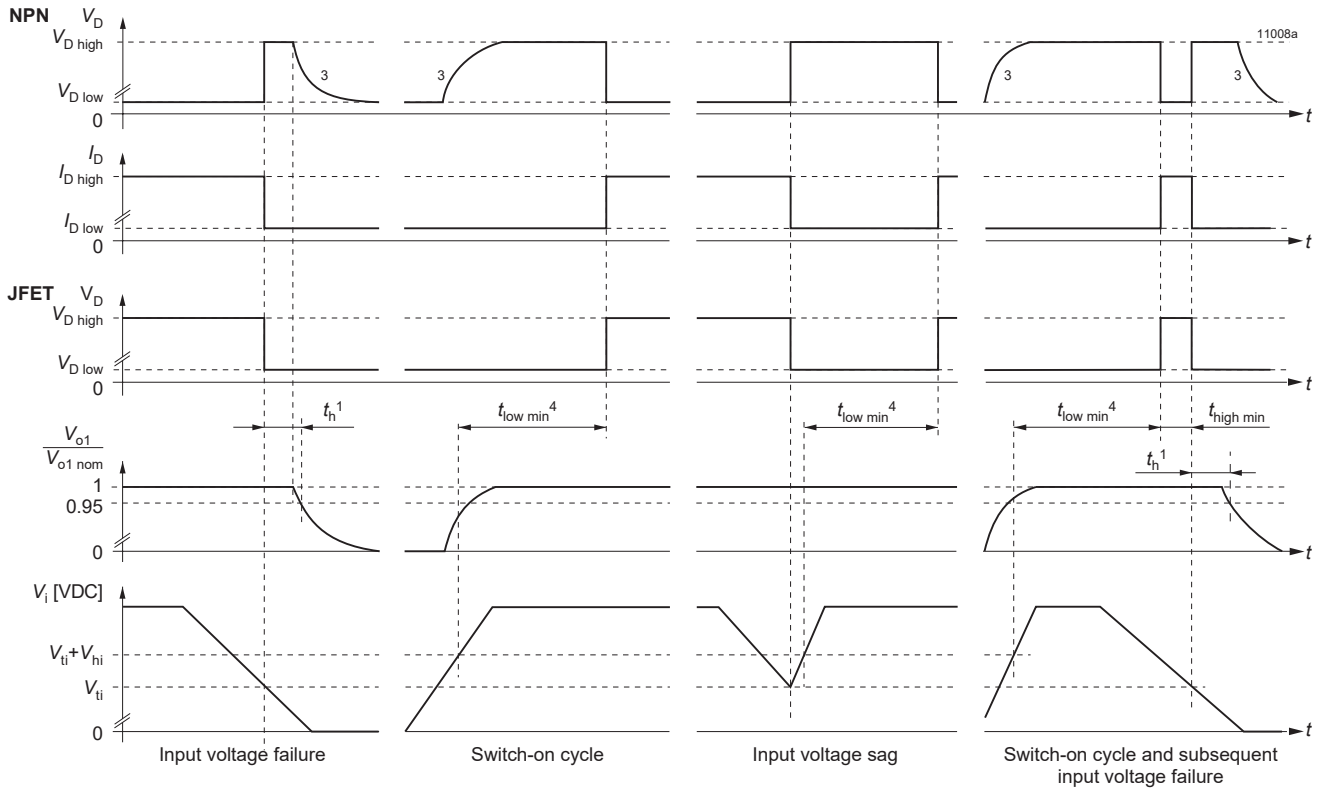 NPN V_D
V_D high
3
3
3
3
11008a
V_D low
0
t
I_D
I_D high
I_D low
0
t
JFET V_D
V_D high
V_D low
0
t
t_h^1
t_low min^4
t_low min^4
t_low min^4
t_high min
t_h^1
V_o1
V_o1 nom
1
0.95
0
t
V_i [VDC]
V_ti+V_hi
V_ti
0
t
Input voltage failure
Switch-on cycle
Input voltage sag
Switch-on cycle and subsequent
input voltage failure